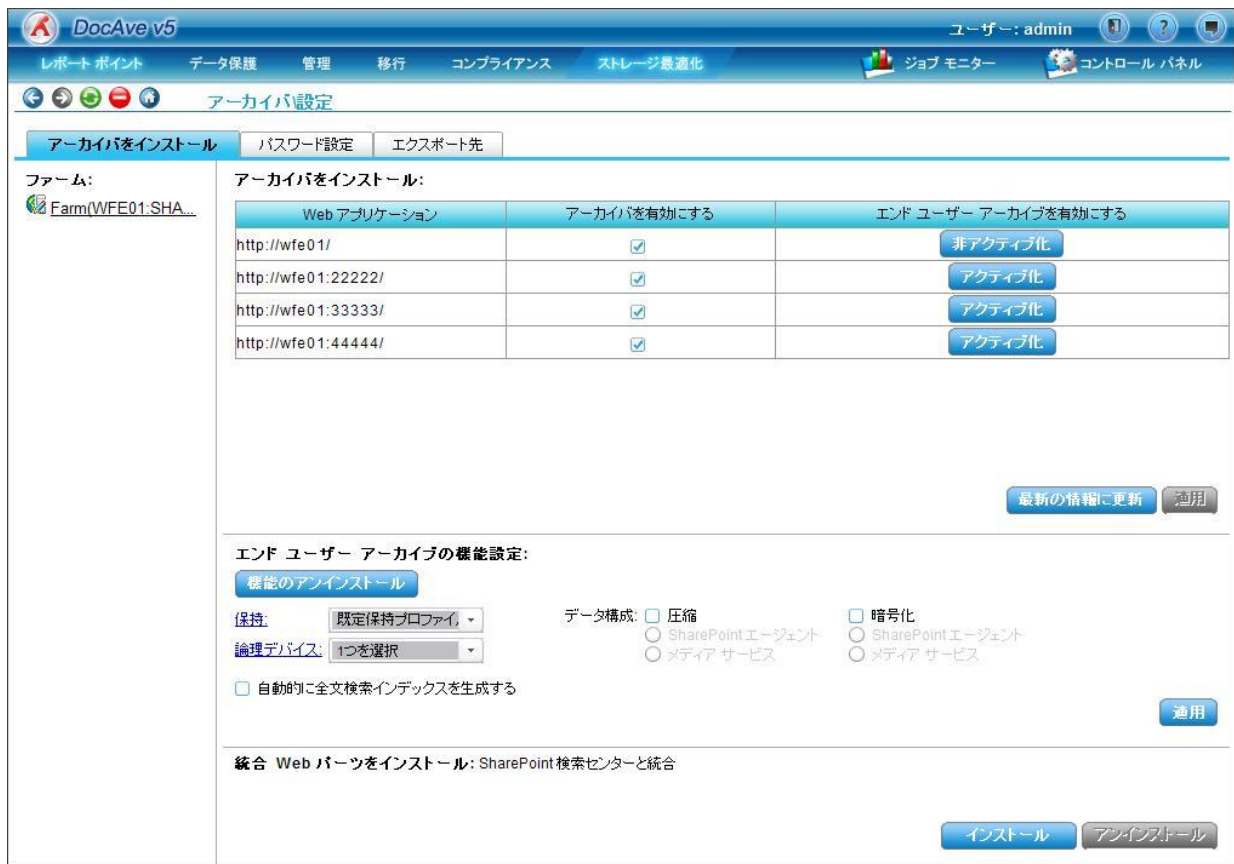 DocAve v5
ユーザー: admin
レポート ポイント データ保護 管理 移行 コンプライアンス ストレージ最適化 ジョブ モニター コントロール パネル
アーカイバ\設定
アーカイバをインストール パスワード設定 エクスポート先
ファーム:
Farm(WFE01:SHA...
アーカイバをインストール:
Web アプリケーション アーカイバを有効にする エンド ユーザー アーカイブを有効にする
http://wfe01/ 非アクティブ化
http://wfe01:22222/ アクティブ化
http://wfe01:33333/ アクティブ化
http://wfe01:44444/ アクティブ化
最新の情報に更新 適用
エンド ユーザー アーカイブの機能設定:
機能のアンインストール
保持: 既定保持プロファイ データ構成: 圧縮 暗号化
SharePoint エージェント SharePoint エージェント
論理デバイス: 1つを選択 メディア サービス メディア サービス
自動的に全文検索インデックスを生成する
適用
統合 Web パーツをインストール: SharePoint 検索センターと統合
インストール アンインストール